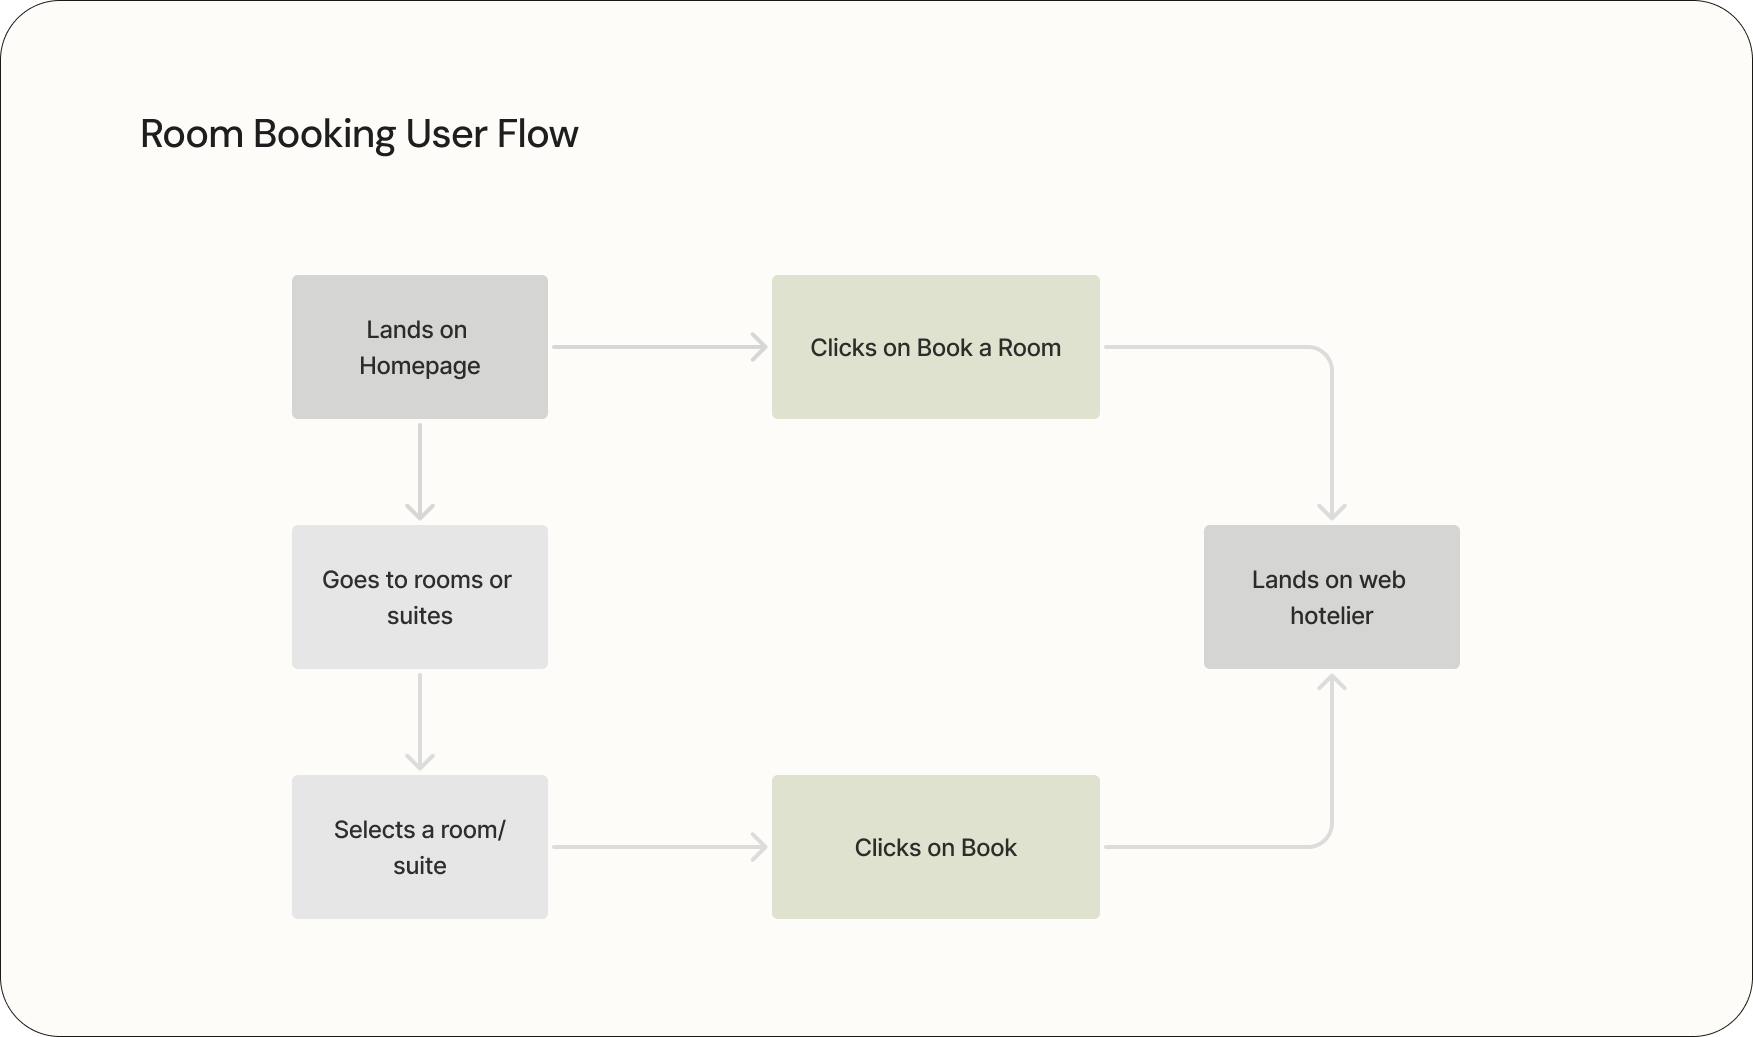 Room Booking User Flow
Lands on
Homepage
Clicks on Book a Room
Goes to rooms or
suites
Lands on web
hotelier
Selects a room/
suite
Clicks on Book